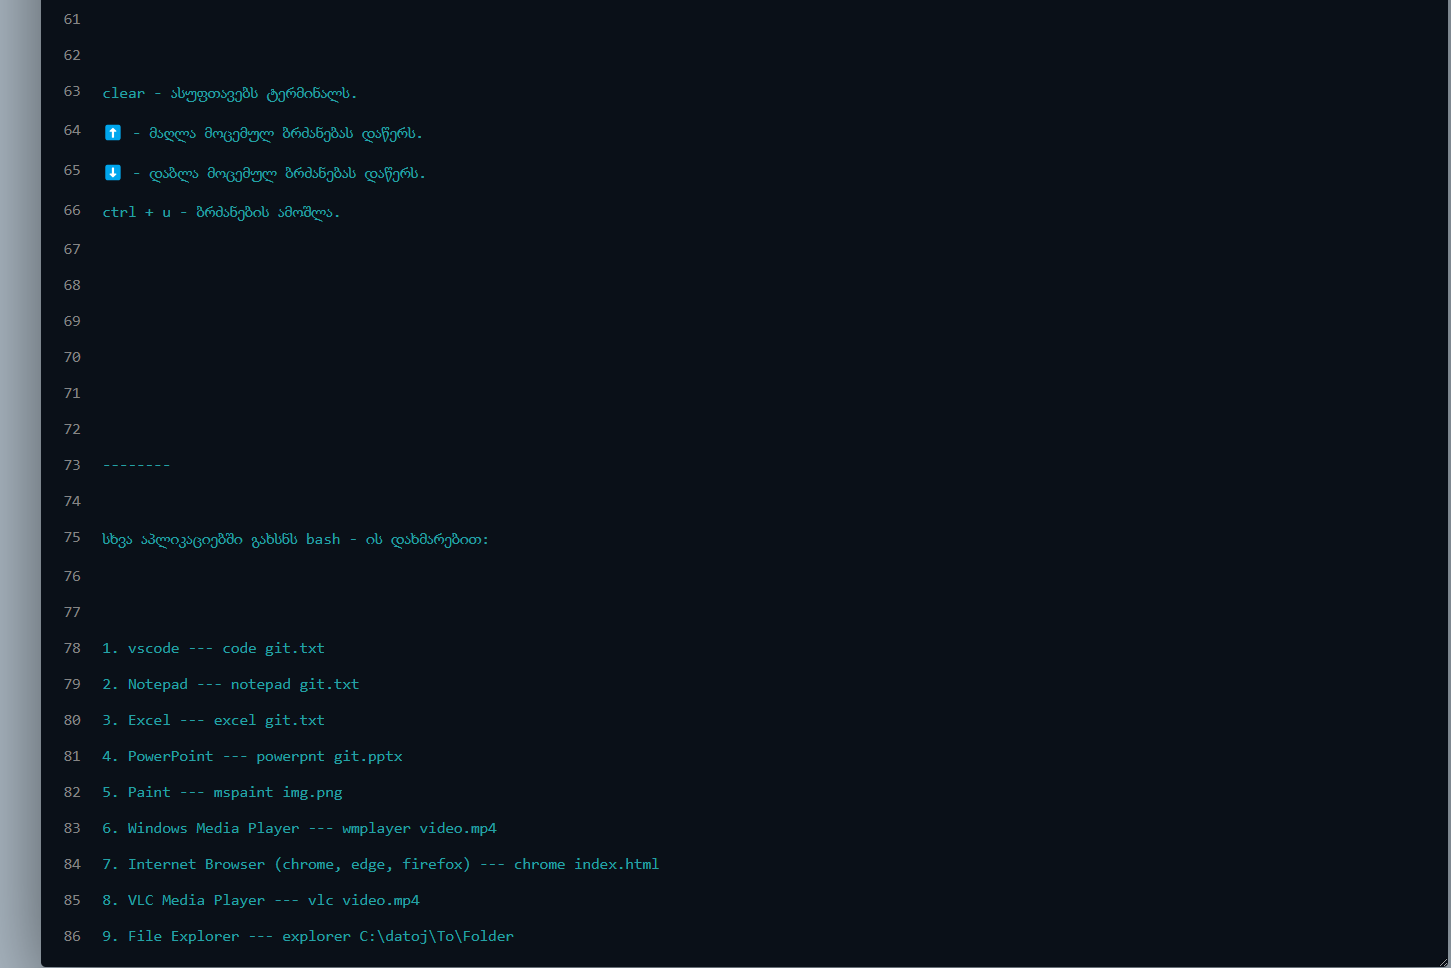 61
62
63 clear - ასუფთავებს ტერმინალს.
64 ⬆️ - მაღლა მოცემულ ბრძანებას დაწერს.
65 ⬇️ - დაბლა მოცემულ ბრძანებას დაწერს.
66 ctrl + u - ბრძანების ამოშლა.
67
68
69
70
71
72
73 --------
74
75 სხვა აპლიკაციებში გახსნს bash - ის დახმარებით:
76
77
78 1. vscode --- code git.txt
79 2. Notepad --- notepad git.txt
80 3. Excel --- excel git.txt
81 4. PowerPoint --- powerpnt git.pptx
82 5. Paint --- mspaint img.png
83 6. Windows Media Player --- wmplayer video.mp4
84 7. Internet Browser (chrome, edge, firefox) --- chrome index.html
85 8. VLC Media Player --- vlc video.mp4
86 9. File Explorer --- explorer C:\datoj\To\Folder